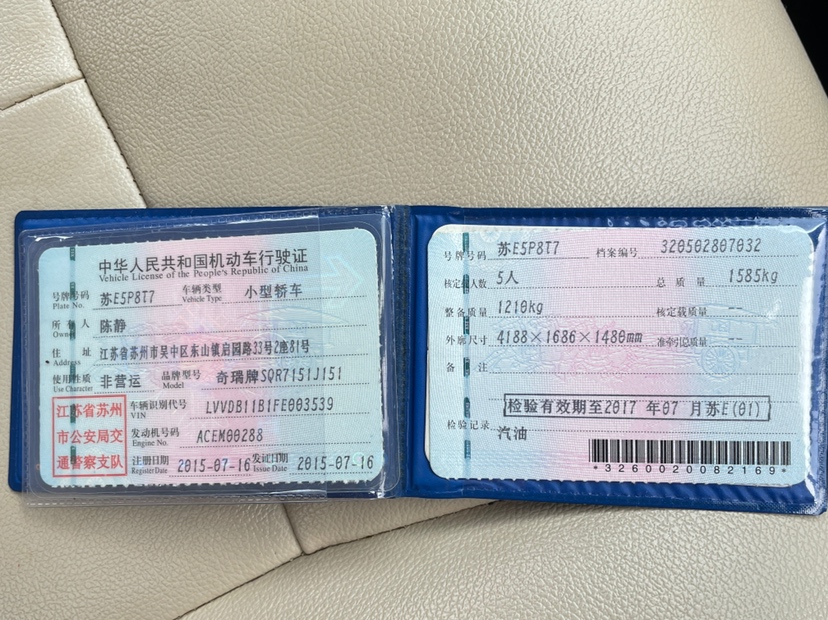 中华人民共和国机动车行驶证
Vehicle License of the People's Republic of China
号牌号码 苏E5P8T7 车辆类型 小型轿车
Plate No. Vehicle Type
所有人 陈静
Owner
住 址 江苏省苏州市吴中区东山镇启园路33号2座81号
Address
使用性质 非营运 品牌型号 奇瑞牌SQR7151J151
Use Character Model
江苏省苏州
市公安局交
通警察支队
车辆识别代号 LVVDB11B1FE003539
VIN
发动机号码 ACEM00288
Engine No.
注册日期 2015-07-16 发证日期 2015-07-16
Register Date Issue Date
号牌号码 苏E5P8T7 档案编号 320502807032
核定载人数 5人 总质量 1585kg
整备质量 1210kg 核定载质量 --
外廓尺寸 4188×1686×1480mm 准牵引总质量 --
备 注
检验有效期至2017 年07 月苏E(01)
检验记录 汽油
*3260020082169*